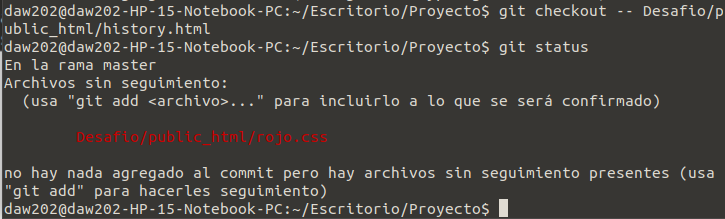 daw202@daw202-HP-15-Notebook-PC:~/Escritorio/Proyecto$ git checkout -- Desafio/p
ublic_html/history.html
daw202@daw202-HP-15-Notebook-PC:~/Escritorio/Proyecto$ git status
En la rama master
Archivos sin seguimiento:
  (usa "git add <archivo>..." para incluirlo a lo que se será confirmado)

        Desafio/public_html/rojo.css

no hay nada agregado al commit pero hay archivos sin seguimiento presentes (usa
"git add" para hacerles seguimiento)
daw202@daw202-HP-15-Notebook-PC:~/Escritorio/Proyecto$